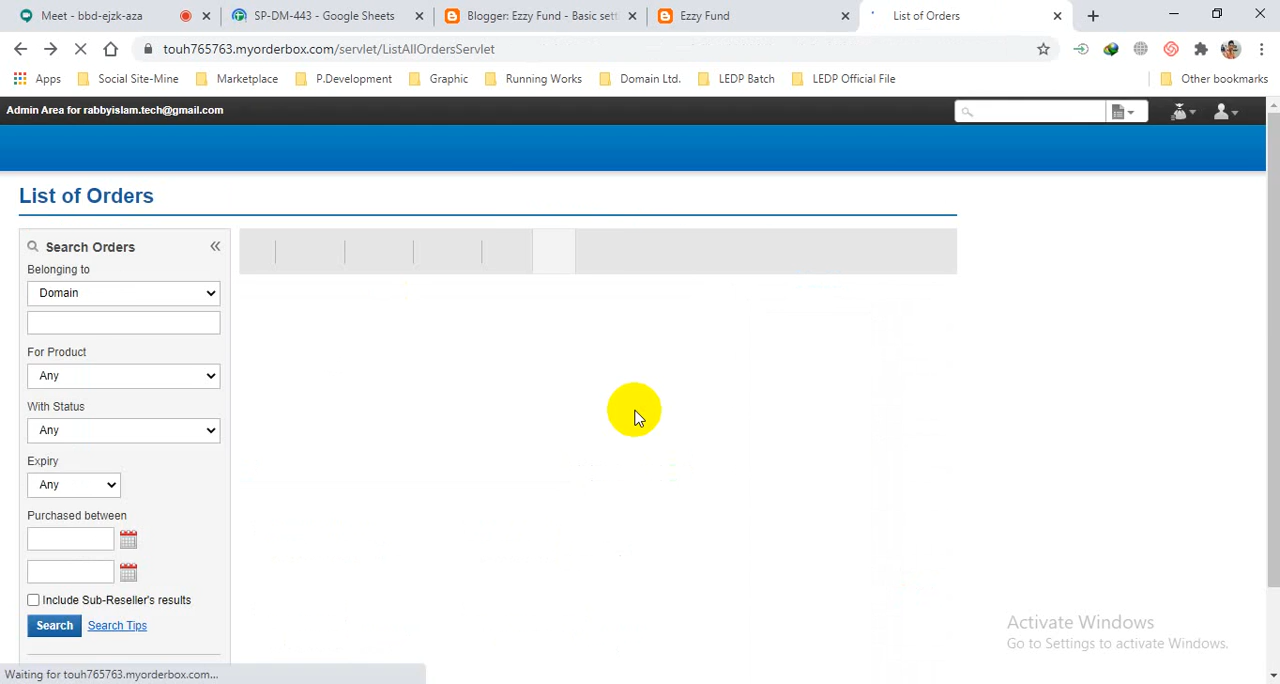 Meet - bbd-ejzk-aza
SP-DM-443 - Google Sheets
Blogger: Ezzy Fund - Basic sett
Ezzy Fund
List of Orders
touh765763.myorderbox.com/servlet/ListAllOrdersServlet
Apps
Social Site-Mine
Marketplace
P.Development
Graphic
Running Works
Domain Ltd.
LEDP Batch
LEDP Official File
Other bookmarks
Admin Area for rabbyislam.tech@gmail.com
List of Orders
Search Orders
Belonging to
Domain
For Product
Any
With Status
Any
Expiry
Any
Purchased between
Include Sub-Reseller's results
Search
Search Tips
Activate Windows
Go to Settings to activate Windows.
Waiting for touh765763.myorderbox.com...